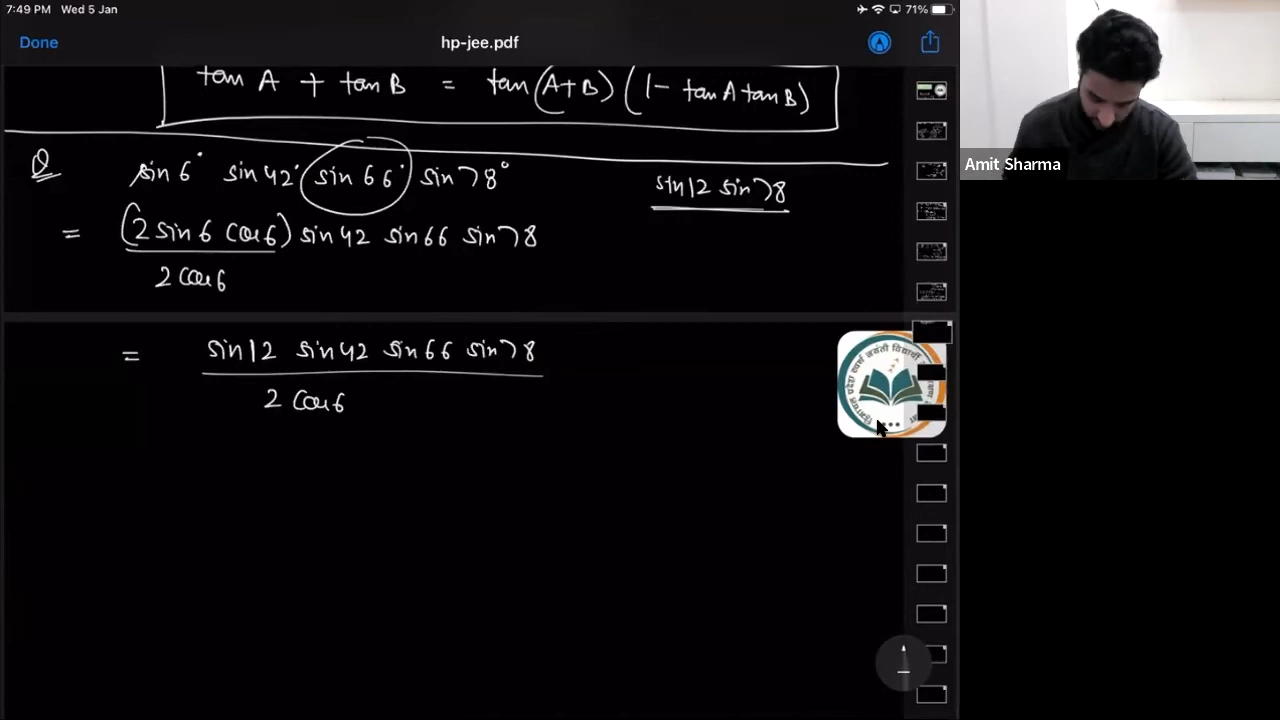 7:49 PM Wed 5 Jan
71%
Done
hp-jee.pdf
tan A + tan B = tan(A+B) (1 - tan A tan B)
Q sin 6° sin 42° sin 66° sin 78°
sin 12 sin 78
= (2 sin 6 cos 6) sin 42 sin 66 sin 78
2 cos 6
= sin 12 sin 42 sin 66 sin 78
2 cos 6
Amit Sharma